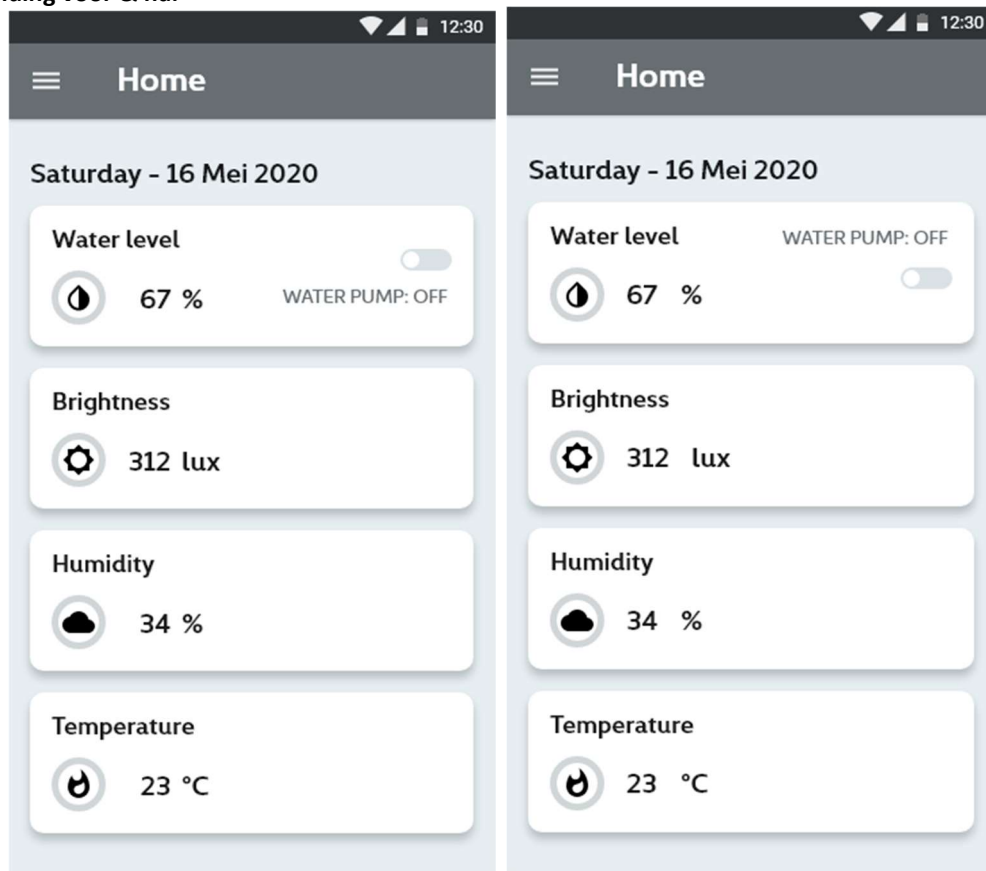 12:30
Home
Saturday - 16 Mei 2020
Water level
67 %
WATER PUMP: OFF
Brightness
312 lux
Humidity
34 %
Temperature
23 °C
12:30
Home
Saturday - 16 Mei 2020
Water level
WATER PUMP: OFF
67 %
Brightness
312 lux
Humidity
34 %
Temperature
23 °C